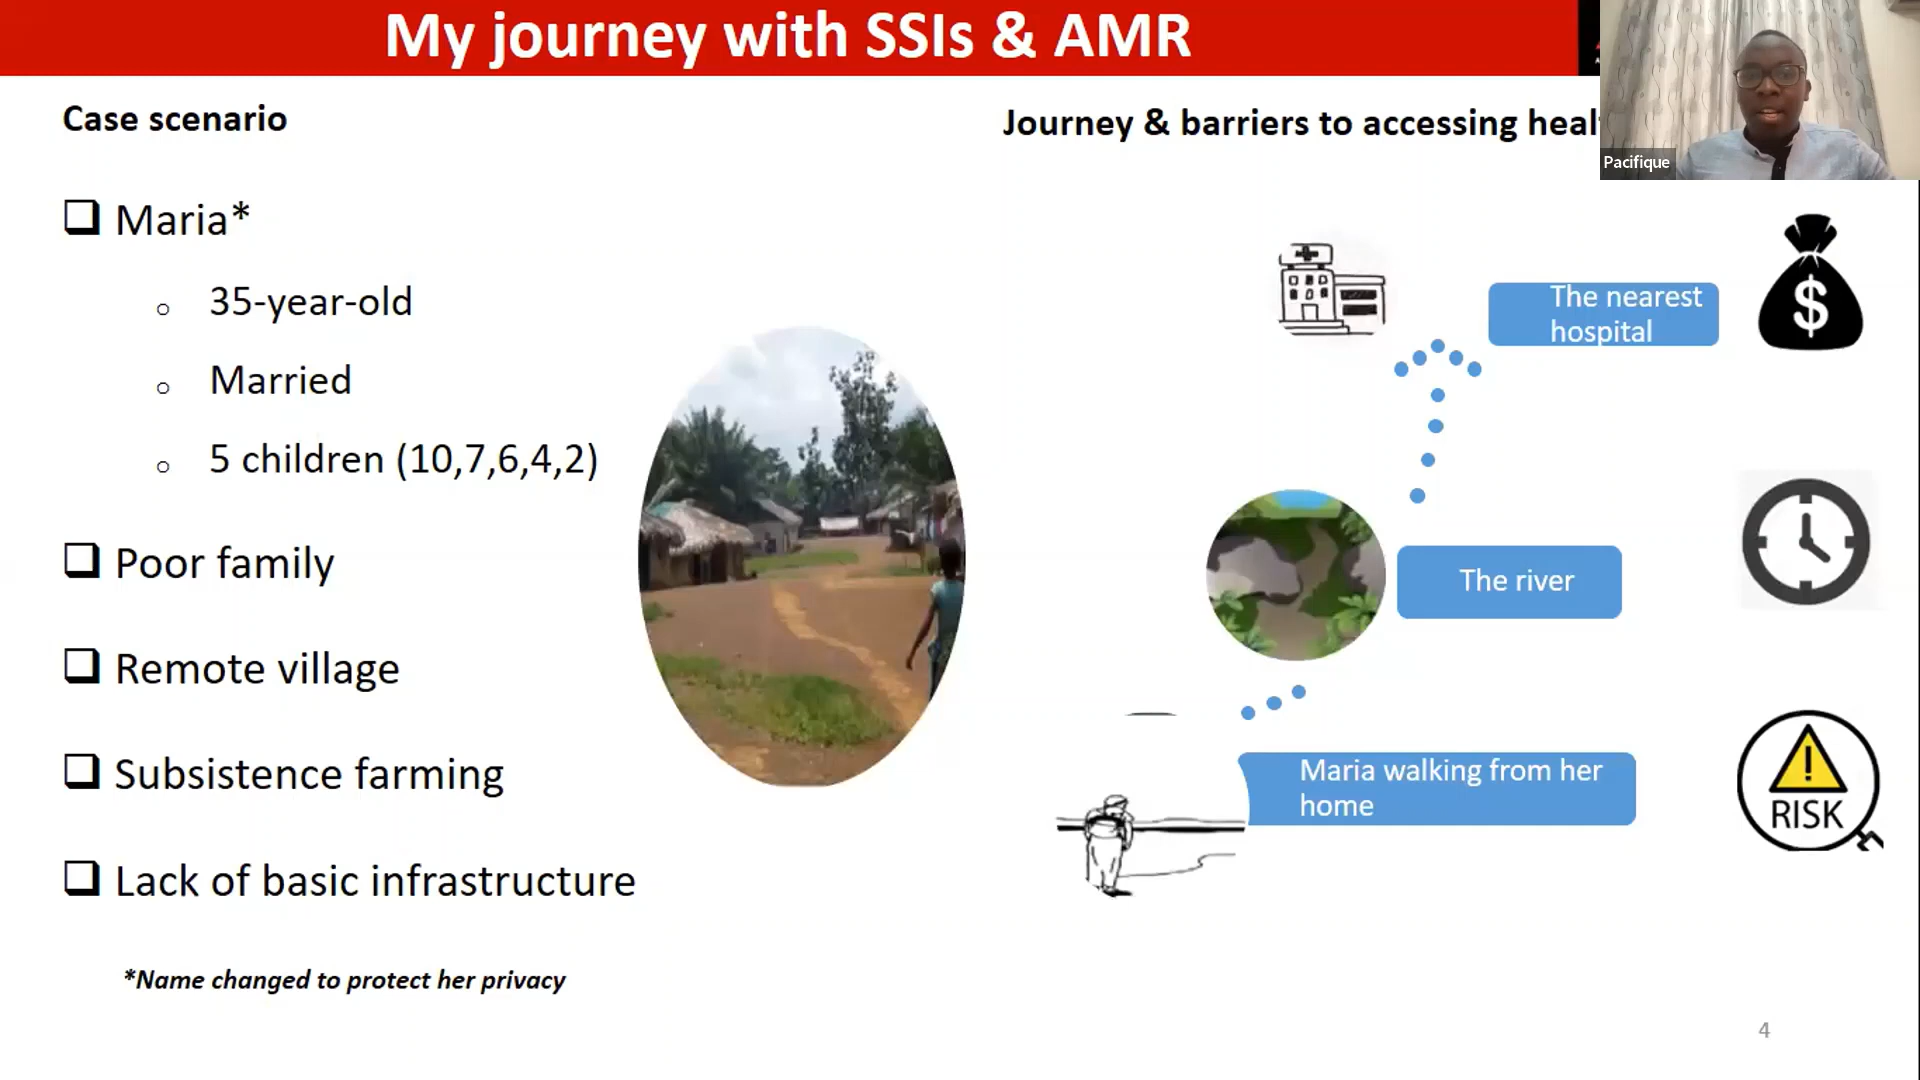 My journey with SSIs & AMR
Case scenario
Maria*
35-year-old
Married
5 children (10,7,6,4,2)
Poor family
Remote village
Subsistence farming
Lack of basic infrastructure
*Name changed to protect her privacy
Journey & barriers to accessing heal
Pacifique
The nearest
hospital
$
The river
Maria walking from her
home
RISK
4